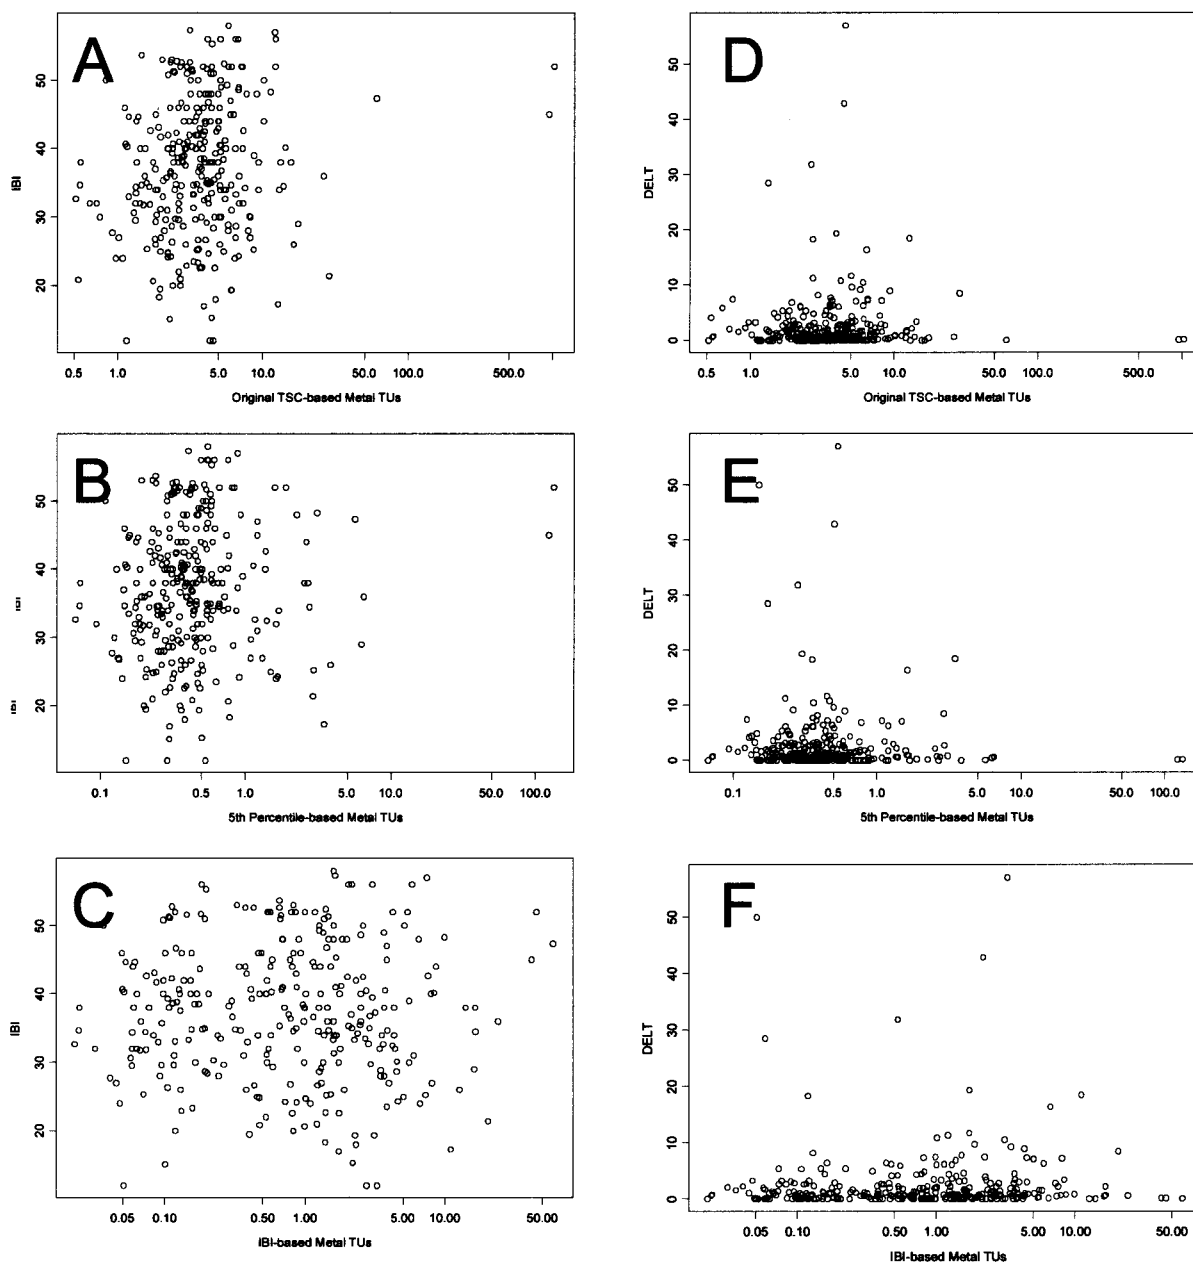 A
50
40
30
20
IBI
0.5 1.0 5.0 10.0 50.0 100.0 500.0
Original TSC-based Metal TUs
D
50
40
30
20
10
0
DELT
0.5 1.0 5.0 10.0 50.0 100.0 500.0
Original TSC-based Metal TUs
B
50
40
30
20
IBI
IBI
0.1 0.5 1.0 5.0 10.0 50.0 100.0
5th Percentile-based Metal TUs
E
50
40
30
20
10
0
DELT
0.1 0.5 1.0 5.0 10.0 50.0 100.0
5th Percentile-based Metal TUs
C
50
40
30
20
IBI
0.05 0.10 0.50 1.00 5.00 10.00 50.00
IBI-based Metal TUs
F
50
40
30
20
10
0
DELT
0.05 0.10 0.50 1.00 5.00 10.00 50.00
IBI-based Metal TUs